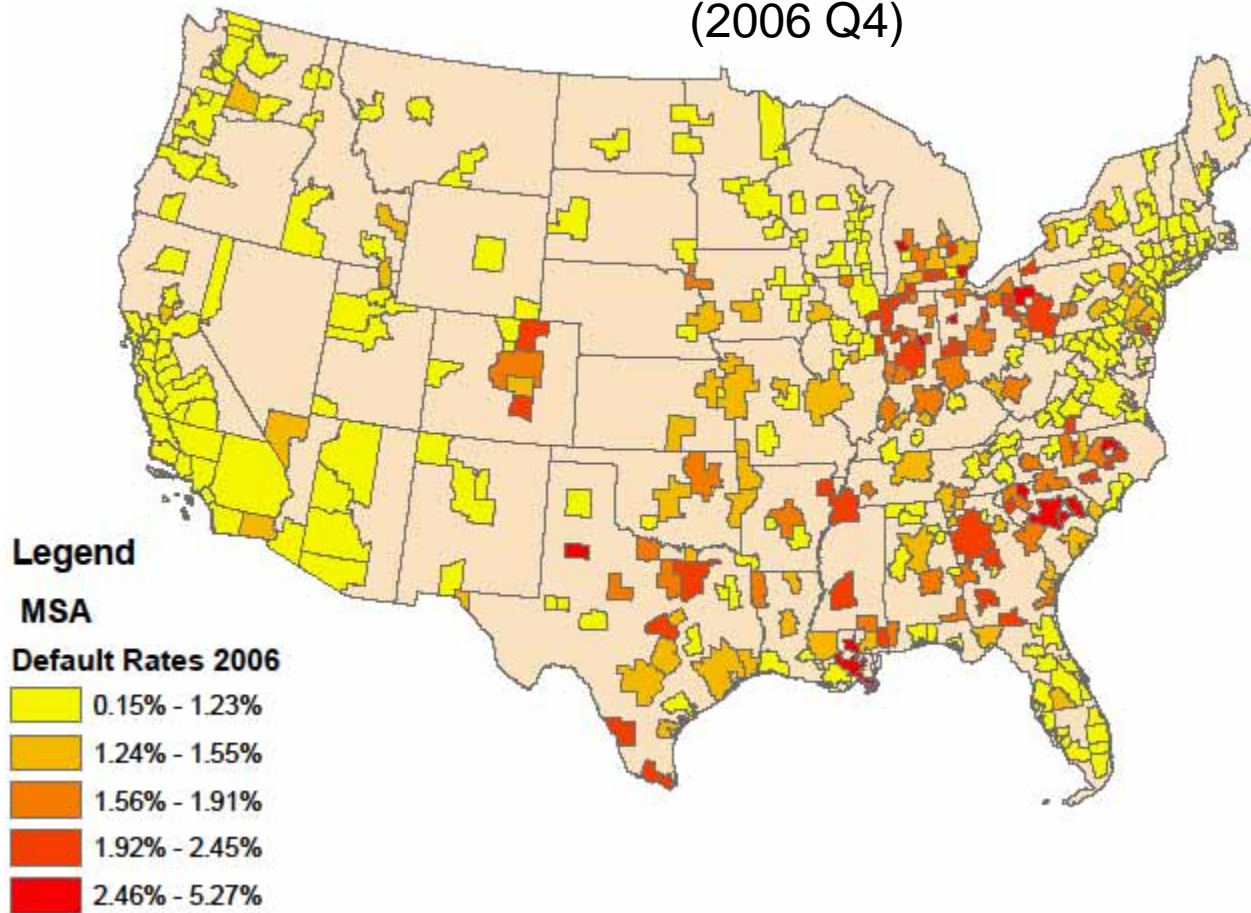 (2006 Q4)
Legend
MSA
Default Rates 2006
0.15% - 1.23%
1.24% - 1.55%
1.56% - 1.91%
1.92% - 2.45%
2.46% - 5.27%